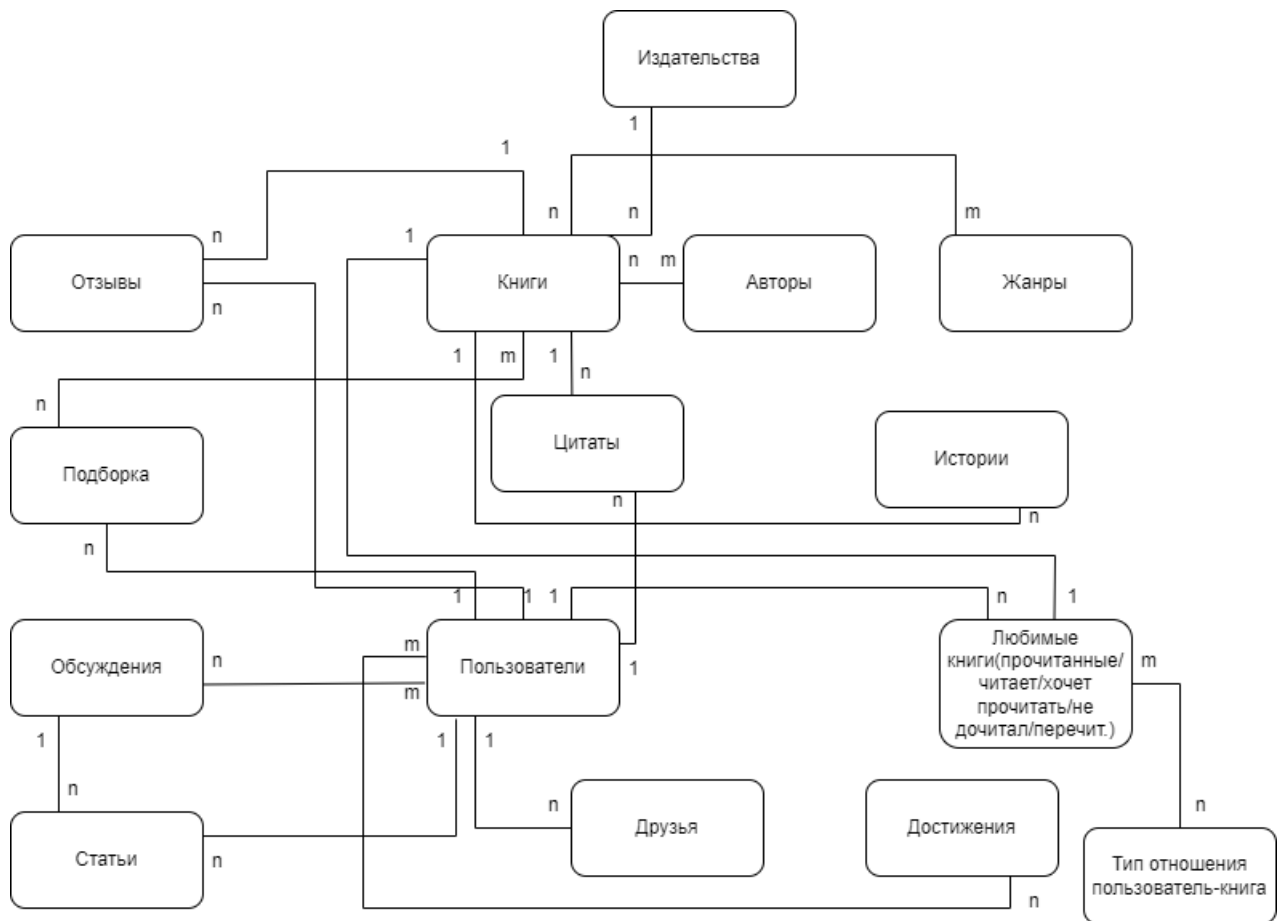 Издательства
1
1
n
n
m
n
1
Отзывы
Книги
n
m
Авторы
Жанры
n
1
m
1
n
n
Подборка
Цитаты
Истории
n
n
n
1
1
1
n
1
Обсуждения
n
m
Пользователи
1
m
Любимые
книги(прочитанные/
читает/хочет
прочитать/не
дочитал/перечит.)
m
1
1
1
n
n
n
Статьи
n
Друзья
Достижения
Тип отношения
пользователь-книга
n